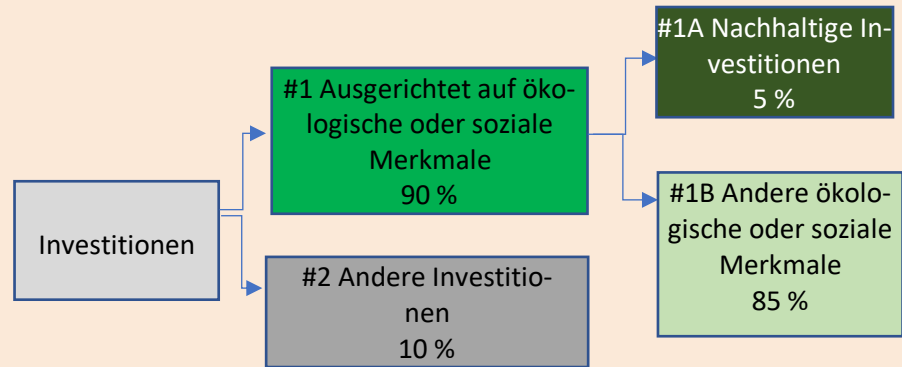 Investitionen
#1 Ausgerichtet auf öko-
logische oder soziale
Merkmale
90 %
#2 Andere Investitio-
nen
10 %
#1A Nachhaltige In-
vestitionen
5 %
#1B Andere ökolo-
gische oder soziale
Merkmale
85 %